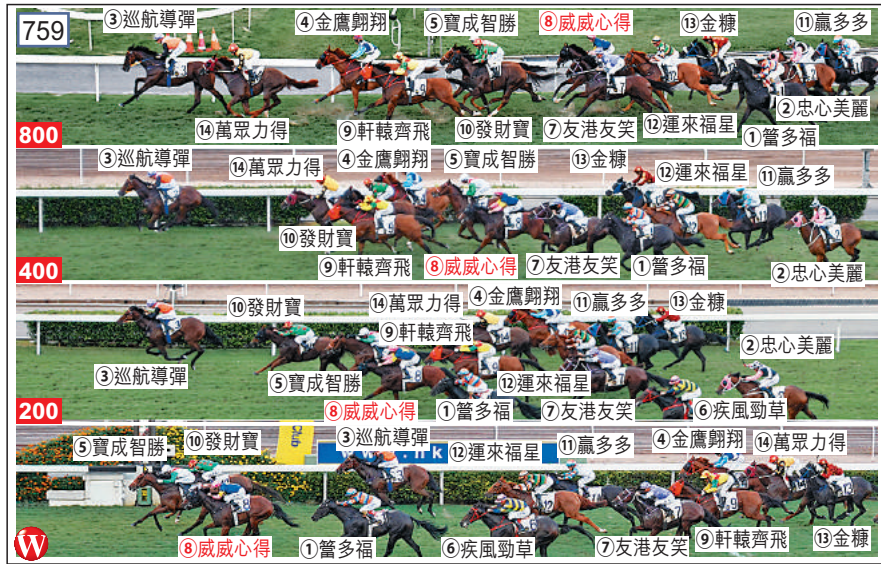 759
③巡航導彈 ④金鷹翺翔 ⑤寶成智勝 ⑧威威心得 ⑬金糠 ⑪贏多多
⑭萬眾力得 ⑨軒轅齊飛 ⑩發財寶 ⑦友港友笑 ⑫運來福星 ①簹多福 ②忠心美麗
800
③巡航導彈 ⑭萬眾力得 ④金鷹翺翔 ⑤寶成智勝 ⑬金糠 ⑫運來福星 ⑪贏多多
⑩發財寶 ⑨軒轅齊飛 ⑧威威心得 ⑦友港友笑 ①簹多福 ②忠心美麗
400
⑩發財寶 ⑭萬眾力得 ④金鷹翺翔 ⑪贏多多 ⑬金糠
⑨軒轅齊飛 ②忠心美麗
③巡航導彈 ⑤寶成智勝 ⑫運來福星
200
⑧威威心得 ①簹多福 ⑦友港友笑 ⑥疾風勁草
⑤寶成智勝 ⑩發財寶 ③巡航導彈 ⑫運來福星 ⑪贏多多 ④金鷹翺翔 ⑭萬眾力得
Club
W
⑧威威心得 ①簹多福 ⑥疾風勁草 ⑦友港友笑 ⑨軒轅齊飛 ⑬金糠